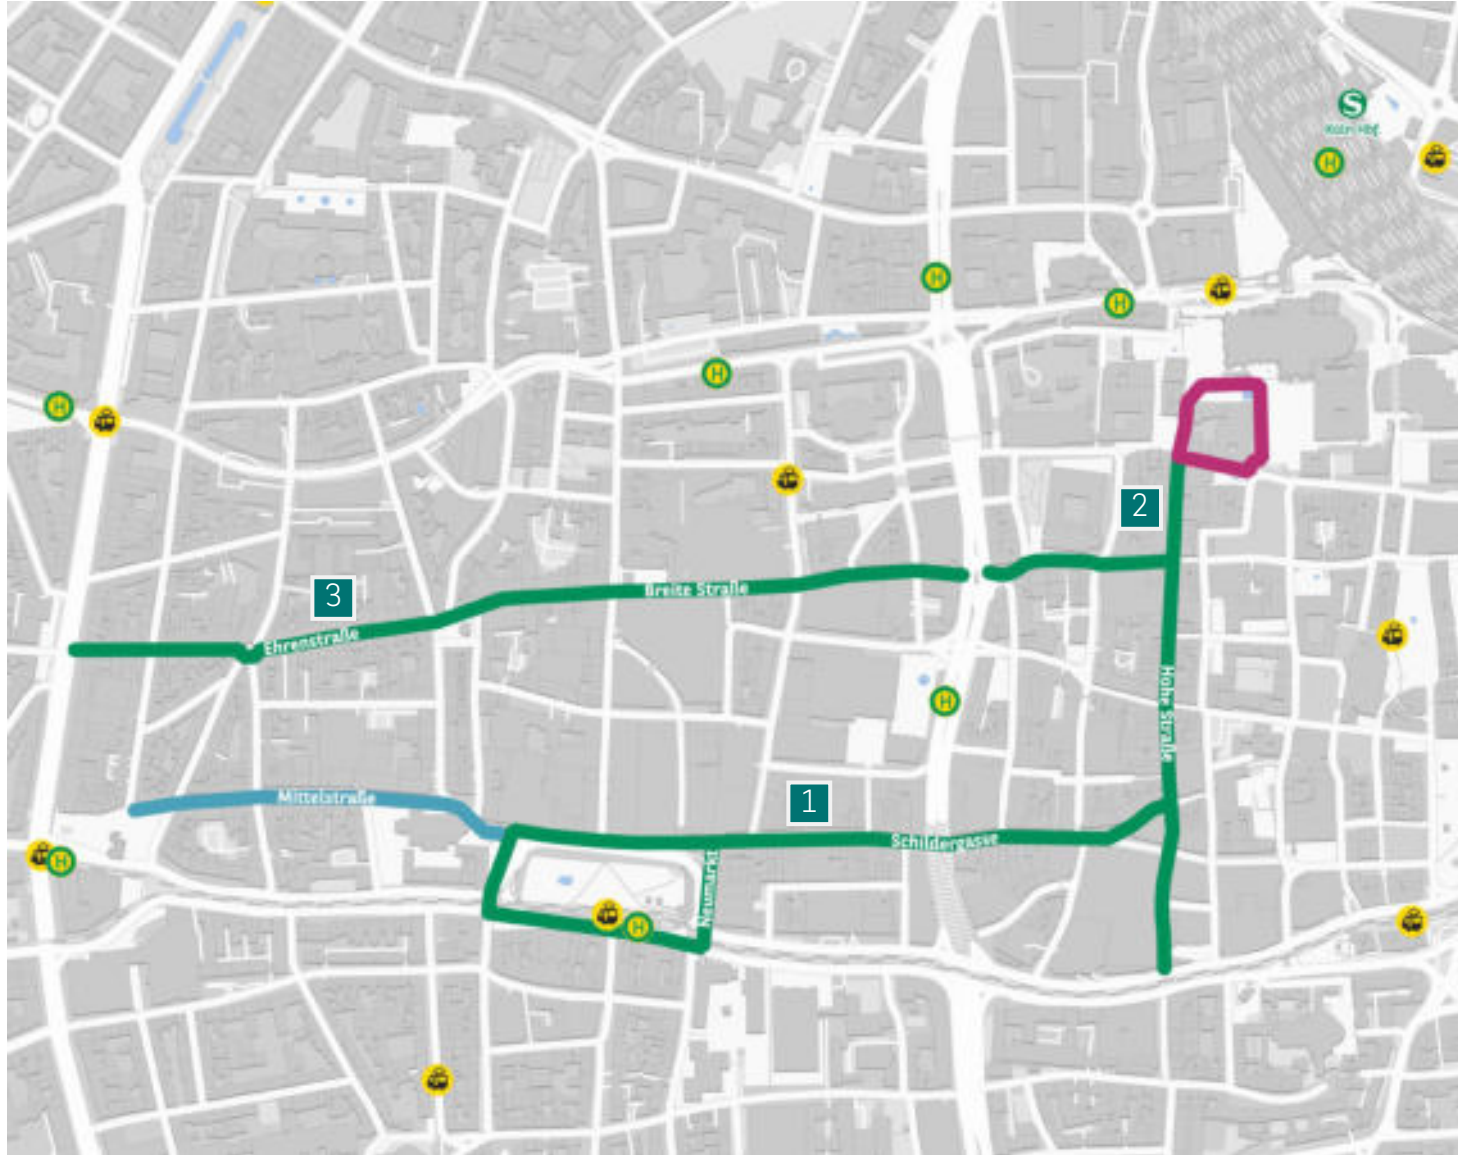 S
Köln Hbf
H
H
H
H
H
2
3
Breite Straße
Ehrenstraße
Hohe Straße
H
Mittelstraße
1
Schildergasse
H
Neumarkt
H